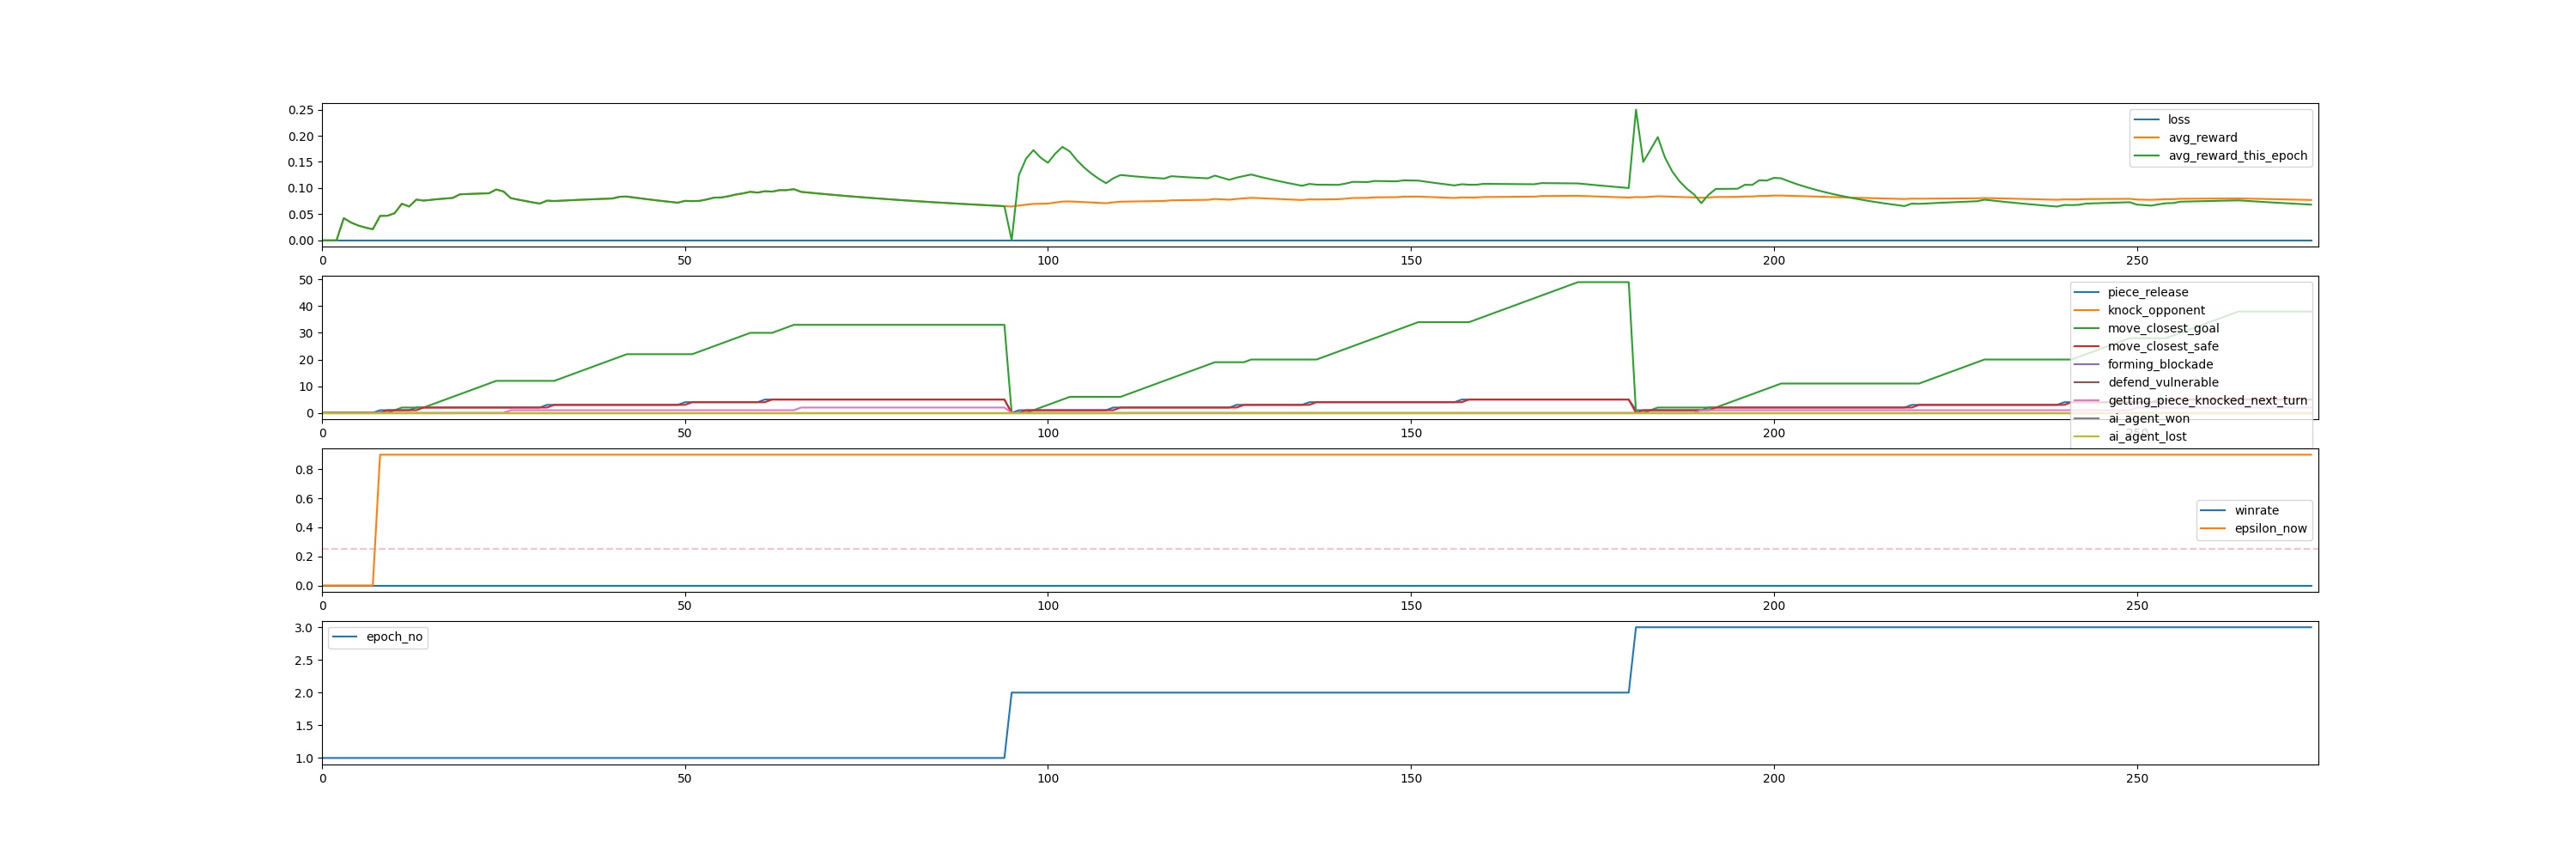 0.25
0.20
0.15
0.10
0.05
0.00
loss
avg_reward
avg_reward_this_epoch
0 50 100 150 200 250
50
40
30
20
10
0
piece_release
knock_opponent
move_closest_goal
move_closest_safe
forming_blockade
defend_vulnerable
getting_piece_knocked_next_turn
ai_agent_won
ai_agent_lost
0 50 100 150 200 250
0.8
0.6
0.4
0.2
0.0
winrate
epsilon_now
0 50 100 150 200 250
3.0
2.5
2.0
1.5
1.0
epoch_no
0 50 100 150 200 250